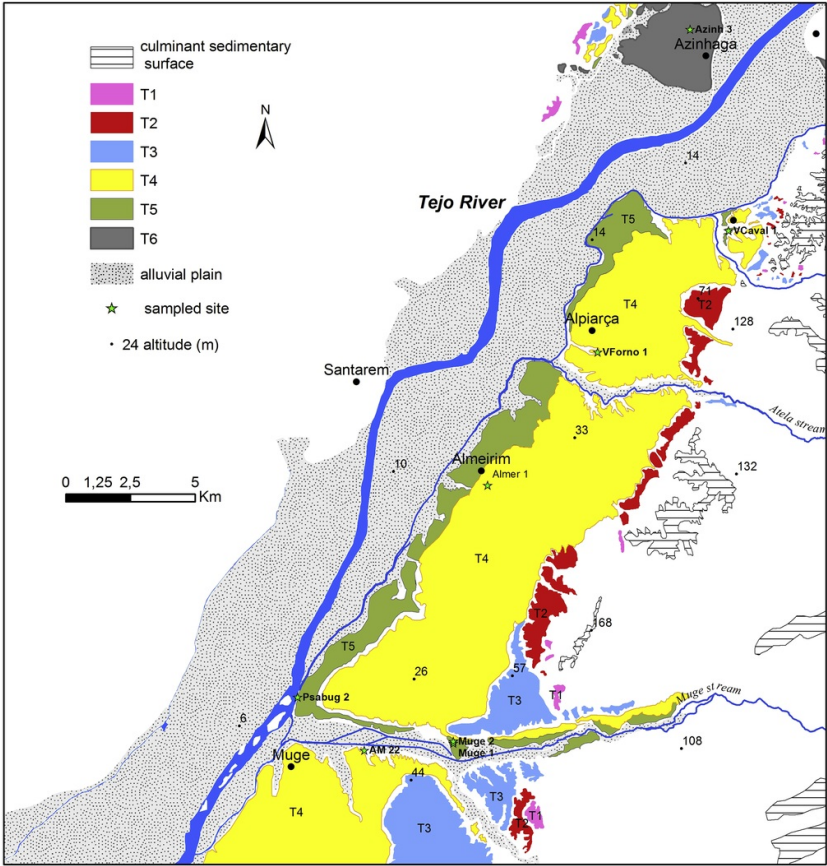 culminant sedimentary
surface
T1
T2
T3
T4
T5
T6
alluvial plain
sampled site
24 altitude (m)
N
0 1,25 2,5 5
Km
Azinh 3
Azinhaga
14
Tejo River
T5
14
VCaval 1
T4
71
T2
128
Alpiarça
VForno 1
Santarem
Atela stream
33
10
Almeirim
Almer 1
132
T4
T2
168
T5
26
57
T3
T1
Psabug 2
Muge stream
6
Muge 2
Muge 1
AM 22
108
Muge
44
T4
T3
T3
T2
T1